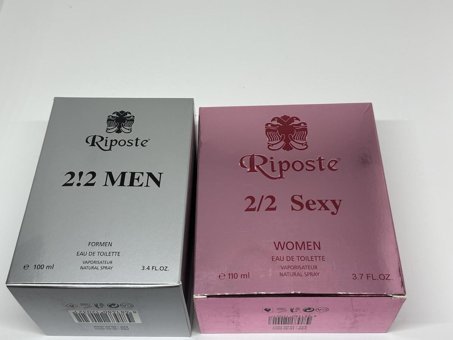 Riposte
2!2 MEN
FORMEN
EAU DE TOILETTE
VAPORISATEUR
NATURAL SPRAY
℮ 100 ml
3.4 FL.OZ.
Riposte
2/2 Sexy
WOMEN
EAU DE TOILETTE
VAPORISATEUR
NATURAL SPRAY
℮ 110 ml
3.7 FL.OZ.